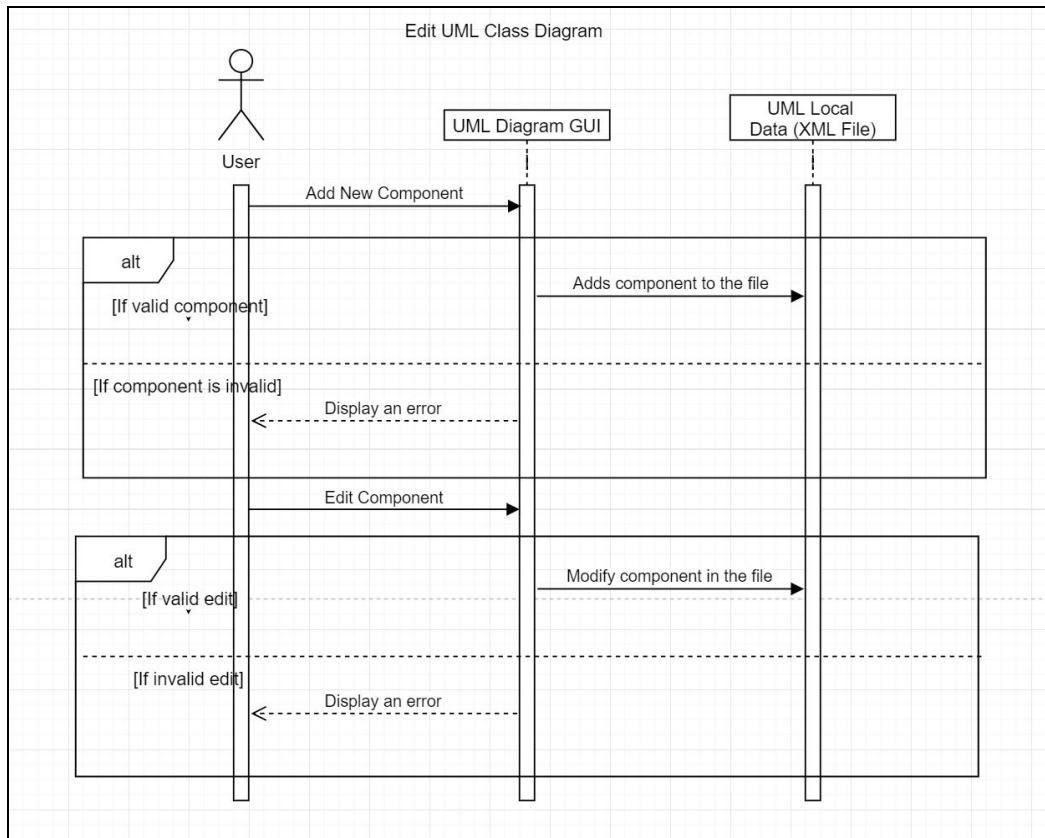 Edit UML Class Diagram
User
UML Diagram GUI
UML Local
Data (XML File)
Add New Component
alt
Adds component to the file
[If valid component]
[If component is invalid]
Display an error
Edit Component
alt
Modify component in the file
[If valid edit]
[If invalid edit]
Display an error